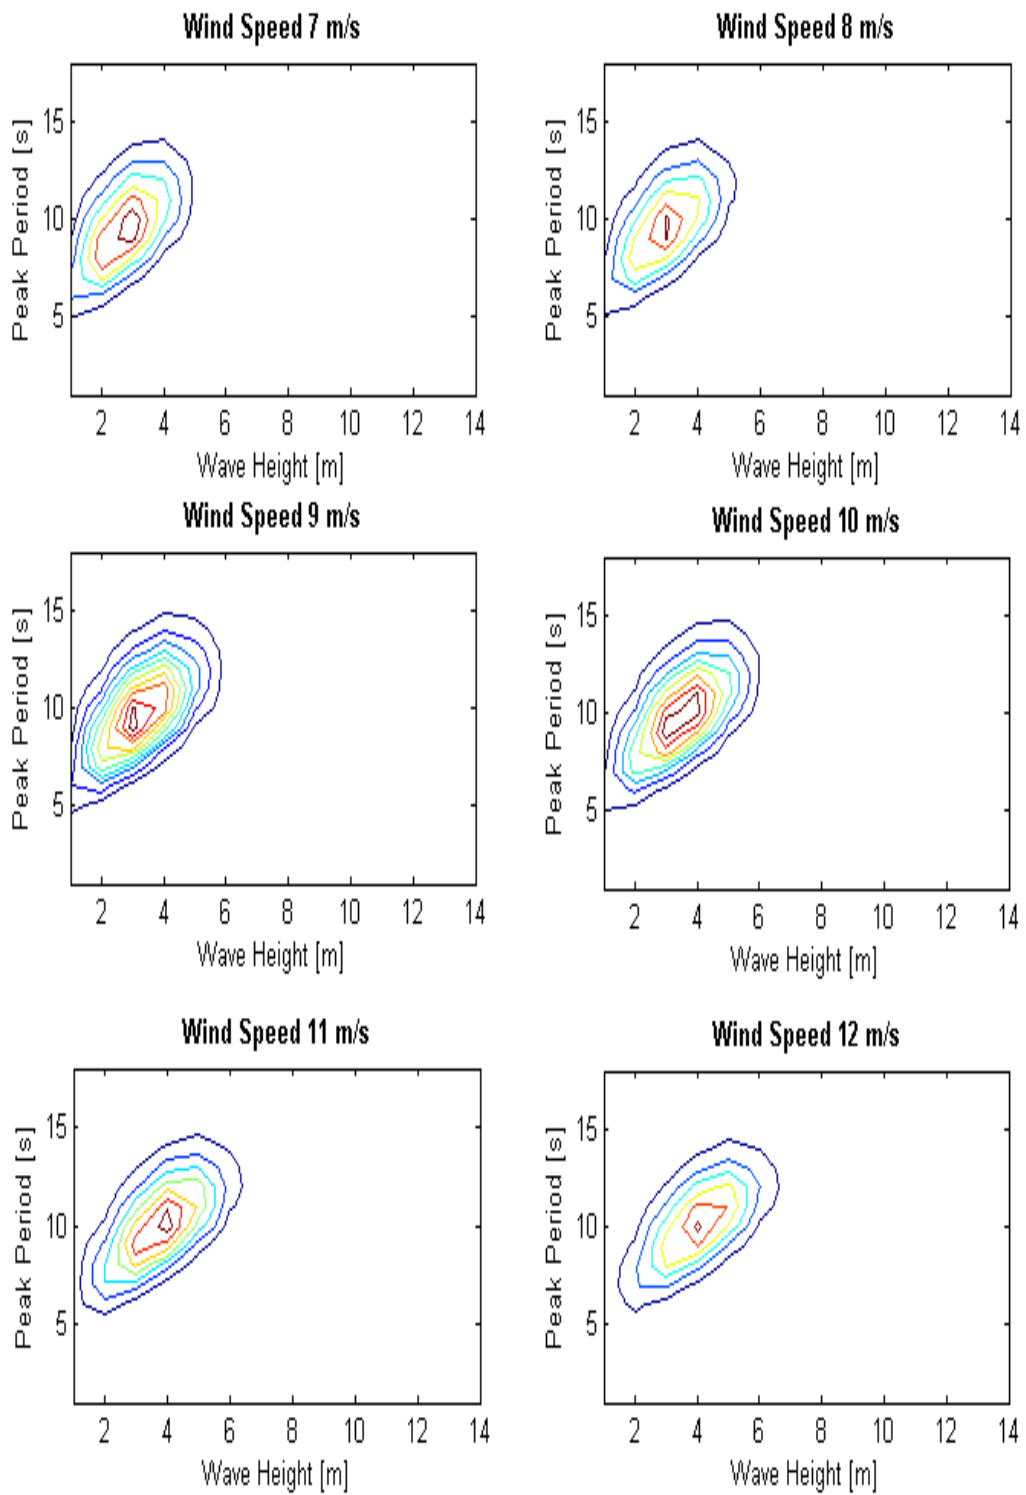 Wind Speed 7 m/s
Peak Period [s]
15
10
5
2 4 6 8 10 12 14
Wave Height [m]
Wind Speed 8 m/s
Peak Period [s]
15
10
5
2 4 6 8 10 12 14
Wave Height [m]
Wind Speed 9 m/s
Peak Period [s]
15
10
5
2 4 6 8 10 12 14
Wave Height [m]
Wind Speed 10 m/s
Peak Period [s]
15
10
5
2 4 6 8 10 12 14
Wave Height [m]
Wind Speed 11 m/s
Peak Period [s]
15
10
5
2 4 6 8 10 12 14
Wave Height [m]
Wind Speed 12 m/s
Peak Period [s]
15
10
5
2 4 6 8 10 12 14
Wave Height [m]